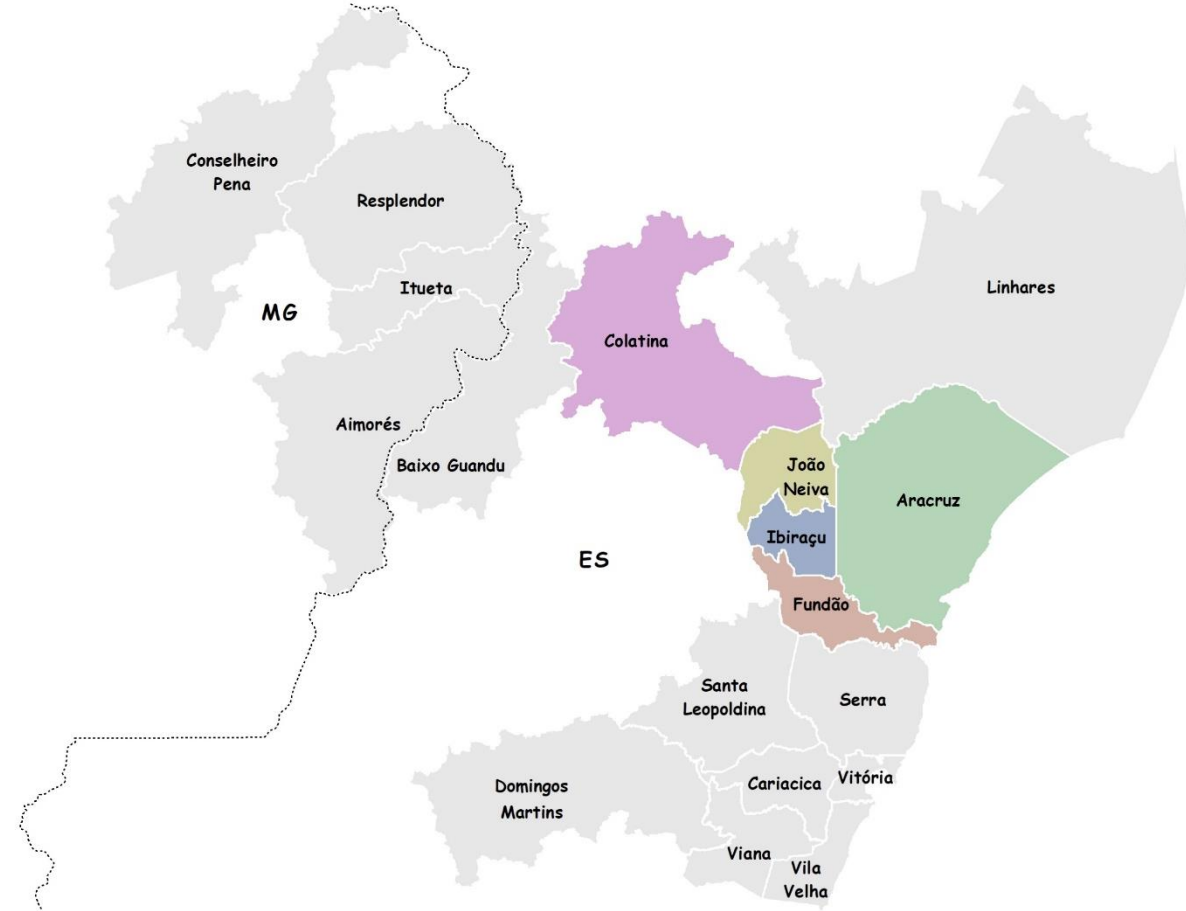 Conselheiro
Pena
Resplendor
Itueta
MG
Linhares
Colatina
Aimorés
Baixo Guandu
João
Neiva
Aracruz
Ibiraçu
ES
Fundão
Santa
Leopoldina
Serra
Domingos
Martins
Cariacica
Vitória
Viana
Vila
Velha